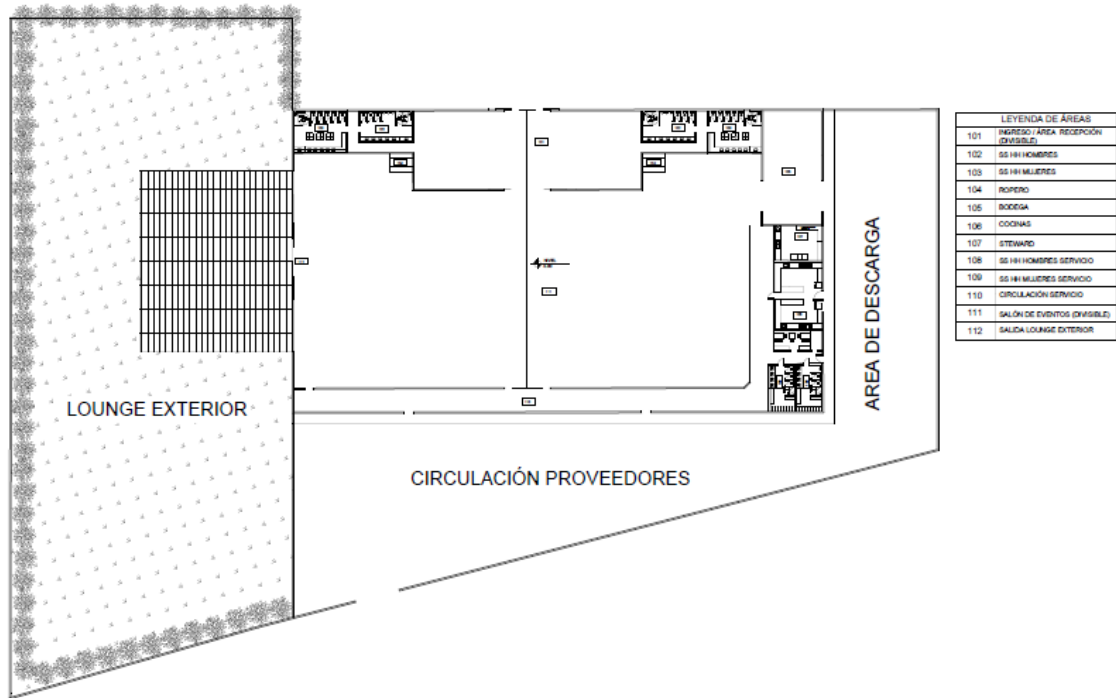 LEYENDA DE ÁREAS
101 INGRESO / ÁREA RECEPCIÓN
(DIVISIBLE)
102 SS HH HOMBRES
103 SS HH MUJERES
104 ROPERO
105 BODEGA
106 COCINAS
107 STEWARD
108 SS HH HOMBRES SERVICIO
109 SS HH MUJERES SERVICIO
110 CIRCULACIÓN SERVICIO
111 SALÓN DE EVENTOS (DIVISIBLE)
112 SALIDA LOUNGE EXTERIOR
AREA DE DESCARGA
LOUNGE EXTERIOR
CIRCULACIÓN PROVEEDORES